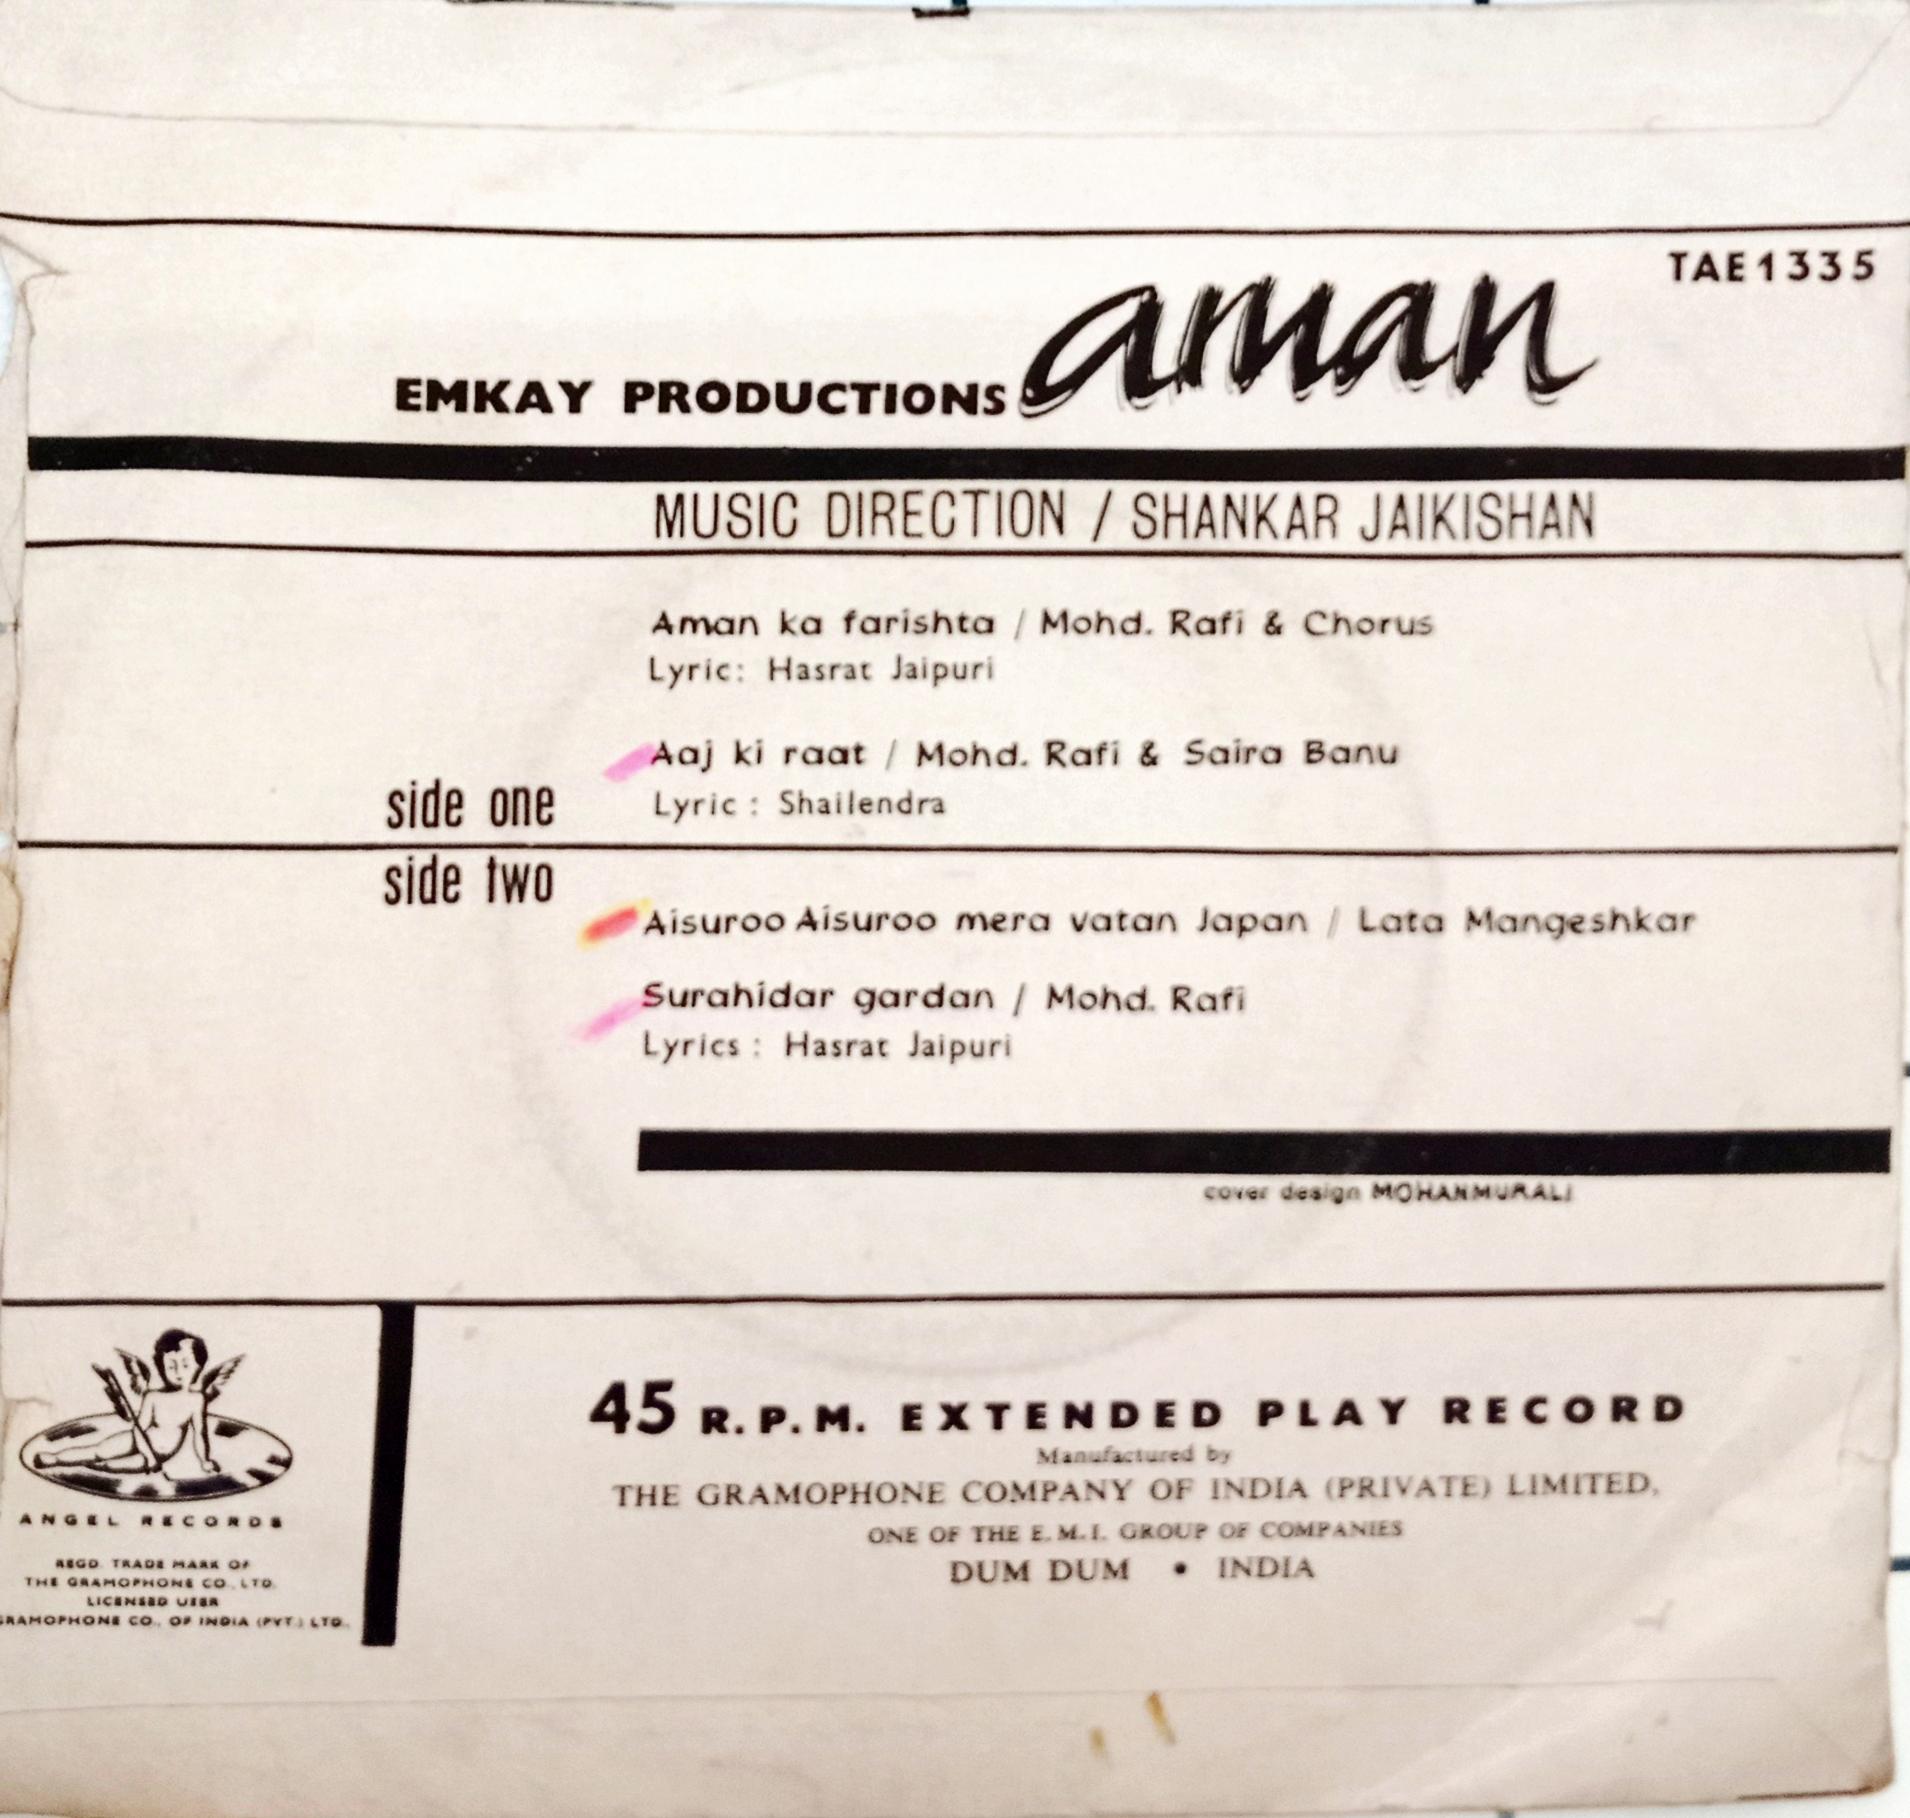 TAE1335
EMKAY PRODUCTIONS aman
MUSIC DIRECTION / SHANKAR JAIKISHAN
Aman ka farishta / Mohd. Rafi & Chorus
Lyric: Hasrat Jaipuri
Aaj ki raat / Mohd. Rafi & Saira Banu
Lyric : Shailendra
side one
side two
Aisuroo Aisuroo mera vatan Japan / Lata Mangeshkar
Surahidar gardan / Mohd. Rafi
Lyrics : Hasrat Jaipuri
cover design MOHANMURALI
ANGEL RECORDS
REGD. TRADE MARK OF
THE GRAMOPHONE CO., LTD.
LICENSED USER
GRAMOPHONE CO., OF INDIA (PVT.) LTD.
45 R.P.M. EXTENDED PLAY RECORD
Manufactured by
THE GRAMOPHONE COMPANY OF INDIA (PRIVATE) LIMITED,
ONE OF THE E.M.I. GROUP OF COMPANIES
DUM DUM • INDIA